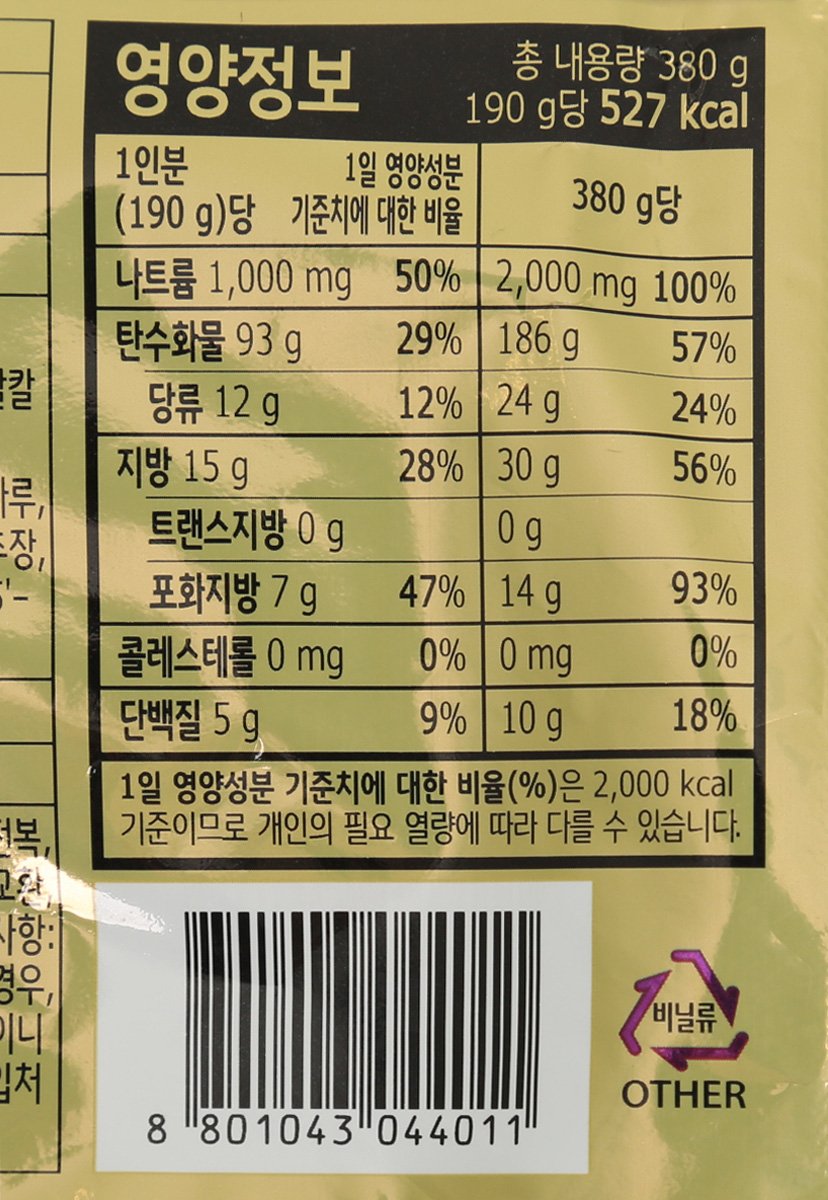 영양정보
총 내용량 380 g
190 g당 527 kcal
1인분
(190 g)당
1일 영양성분
기준치에 대한 비율
380 g당
나트륨 1,000 mg 50% 2,000 mg 100%
탄수화물 93 g 29% 186 g 57%
당류 12 g 12% 24 g 24%
지방 15 g 28% 30 g 56%
트랜스지방 0 g 0 g
포화지방 7 g 47% 14 g 93%
콜레스테롤 0 mg 0% 0 mg 0%
단백질 5 g 9% 10 g 18%
1일 영양성분 기준치에 대한 비율(%)은 2,000 kcal
기준이므로 개인의 필요 열량에 따라 다를 수 있습니다.
8 801043 044011
비닐류
OTHER